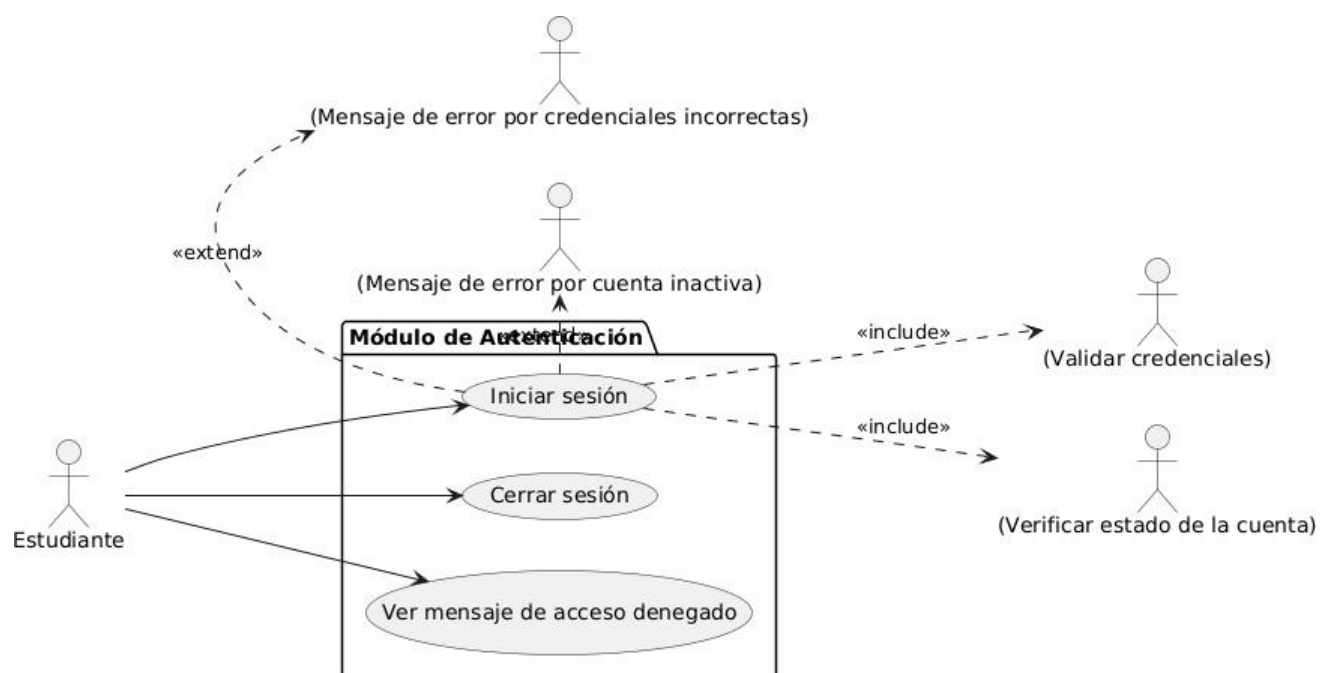 (Mensaje de error por credenciales incorrectas)
«extend»
(Mensaje de error por cuenta inactiva)
«extend»
Módulo de Autenticación
«include»
(Validar credenciales)
Iniciar sesión
«include»
Cerrar sesión
(Verificar estado de la cuenta)
Estudiante
Ver mensaje de acceso denegado